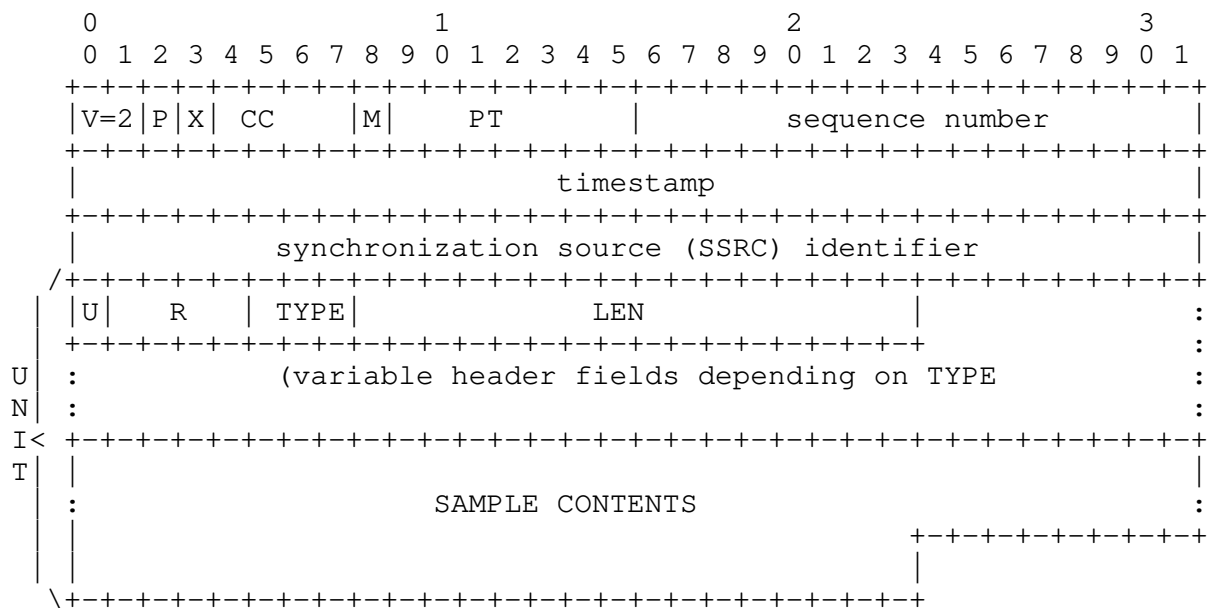 0                   1                   2                   3
 0 1 2 3 4 5 6 7 8 9 0 1 2 3 4 5 6 7 8 9 0 1 2 3 4 5 6 7 8 9 0 1
    +-+-+-+-+-+-+-+-+-+-+-+-+-+-+-+-+-+-+-+-+-+-+-+-+-+-+-+-+-+-+-+-+
    |V=2|P|X| CC    |M|    PT       |        sequence number        |
    +-+-+-+-+-+-+-+-+-+-+-+-+-+-+-+-+-+-+-+-+-+-+-+-+-+-+-+-+-+-+-+-+
    |                           timestamp                           |
    +-+-+-+-+-+-+-+-+-+-+-+-+-+-+-+-+-+-+-+-+-+-+-+-+-+-+-+-+-+-+-+-+
    |           synchronization source (SSRC) identifier            |
   /+-+-+-+-+-+-+-+-+-+-+-+-+-+-+-+-+-+-+-+-+-+-+-+-+-+-+-+-+-+-+-+-+
  | |U|   R   | TYPE|             LEN               |               :
  | +-+-+-+-+-+-+-+-+-+-+-+-+-+-+-+-+-+-+-+-+-+-+-+-+               :
 U| :           (variable header fields depending on TYPE           :
 N| :                                                               :
 I< +-+-+-+-+-+-+-+-+-+-+-+-+-+-+-+-+-+-+-+-+-+-+-+-+-+-+-+-+-+-+-+-+
 T| |                                                               |
  | :                    SAMPLE CONTENTS                            :
  | |                                               +-+-+-+-+-+-+-+-+
  | |                                               |
   \+-+-+-+-+-+-+-+-+-+-+-+-+-+-+-+-+-+-+-+-+-+-+-+-+